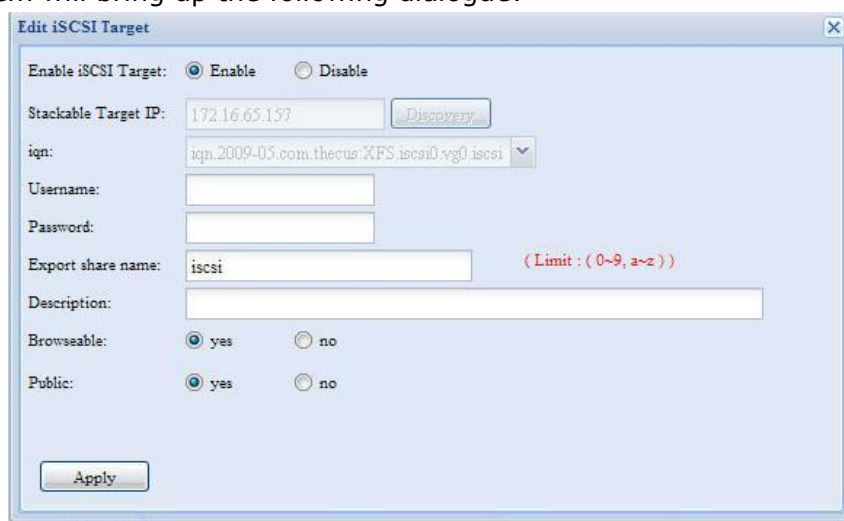 em will bring up the following dialogue:
Edit iSCSI Target
Enable iSCSI Target: Enable Disable
Stackable Target IP: 172.16.65.157 Discovery
iqn: iqn.2009-05.com.thecus:XFS.iscsi0.vg0.iscsi
Username:
Password:
Export share name: iscsi ( Limit : ( 0~9, a~z ) )
Description:
Browseable: yes no
Public: yes no
Apply